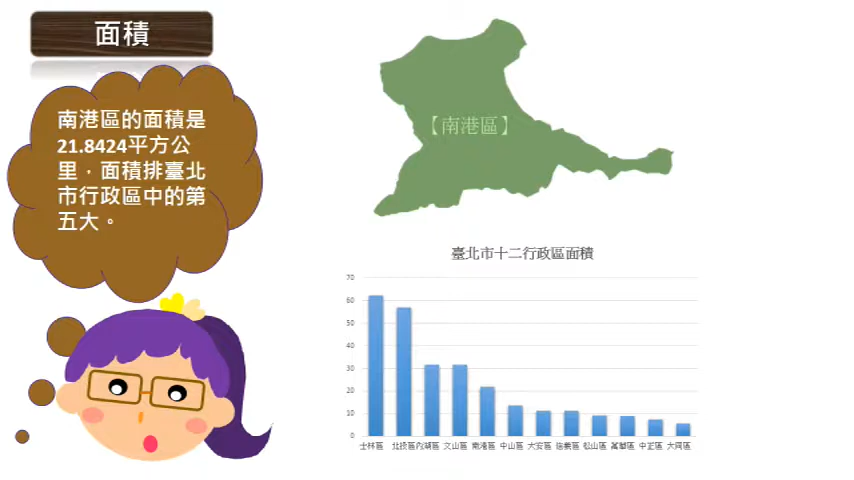 面積
南港區的面積是
21.8424平方公
里，面積排臺北
市行政區中的第
五大。
【南港區】
臺北市十二行政區面積
70
60
50
40
30
20
10
0
士林區 北投區 內湖區 文山區 南港區 中山區 大安區 信義區 松山區 萬華區 中正區 大同區